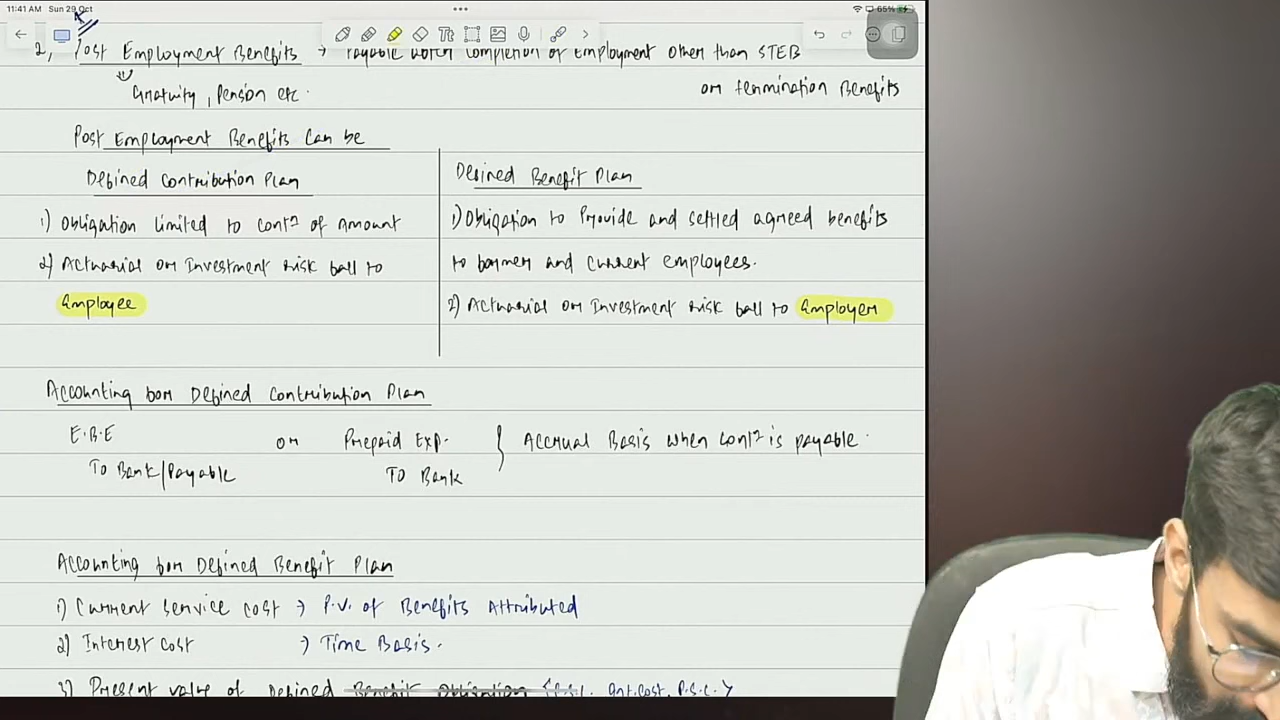 11:41 AM Sun 29 Oct
65%
2) Post Employment Benefits → Payable after completion of Employment other than STEB
Gratuity, Pension etc. or termination Benefits
Post Employment Benefits can be
Defined Contribution Plan
Defined Benefit Plan
1) Obligation limited to contn of Amount
2) Actuarial or Investment risk fall to
Employee
1) Obligation to Provide and settled agreed benefits
to former and current employees.
2) Actuarial or Investment risk fall to Employer
Accounting for Defined Contribution Plan
E.B.E or Prepaid Exp. } Accrual Basis when contn is payable.
To Bank/Payable To Bank
Accounting for Defined Benefit Plan
1) Current service cost → P.V. of Benefits Attributed
2) Interest cost → Time Basis.
3) Present value of Defined Benefit Obligation